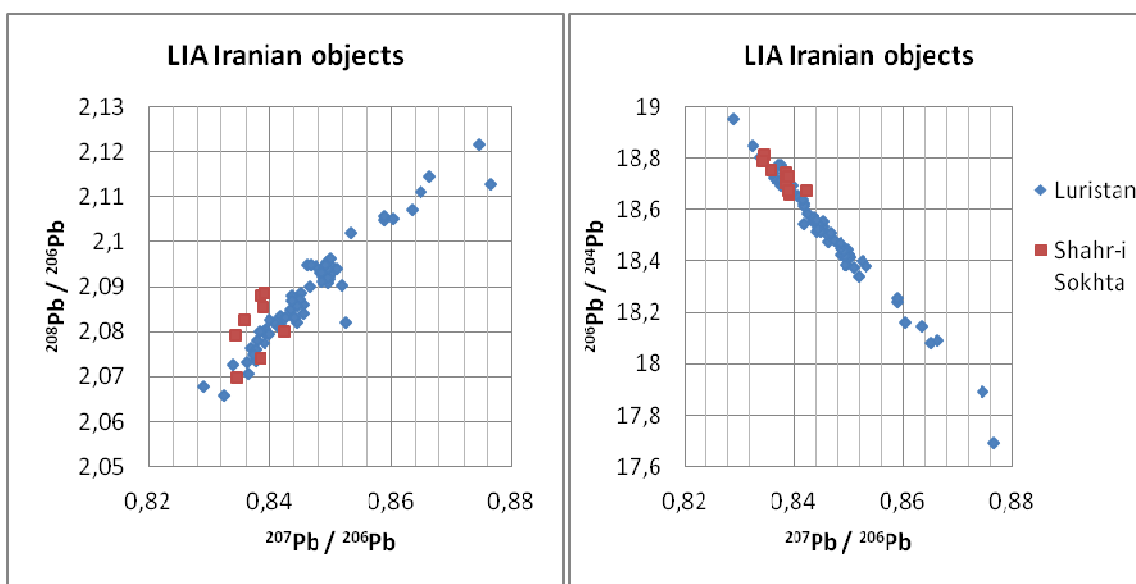 LIA Iranian objects
2,13
2,12
2,11
2,1
2,09
2,08
2,07
2,06
2,05
²⁰⁸Pb / ²⁰⁶Pb
0,82 0,84 0,86 0,88
²⁰⁷Pb / ²⁰⁶Pb
LIA Iranian objects
19
18,8
18,6
18,4
18,2
18
17,8
17,6
²⁰⁶Pb / ²⁰⁴Pb
0,82 0,84 0,86 0,88
²⁰⁷Pb / ²⁰⁶Pb
Luristan
Shahr-i
Sokhta